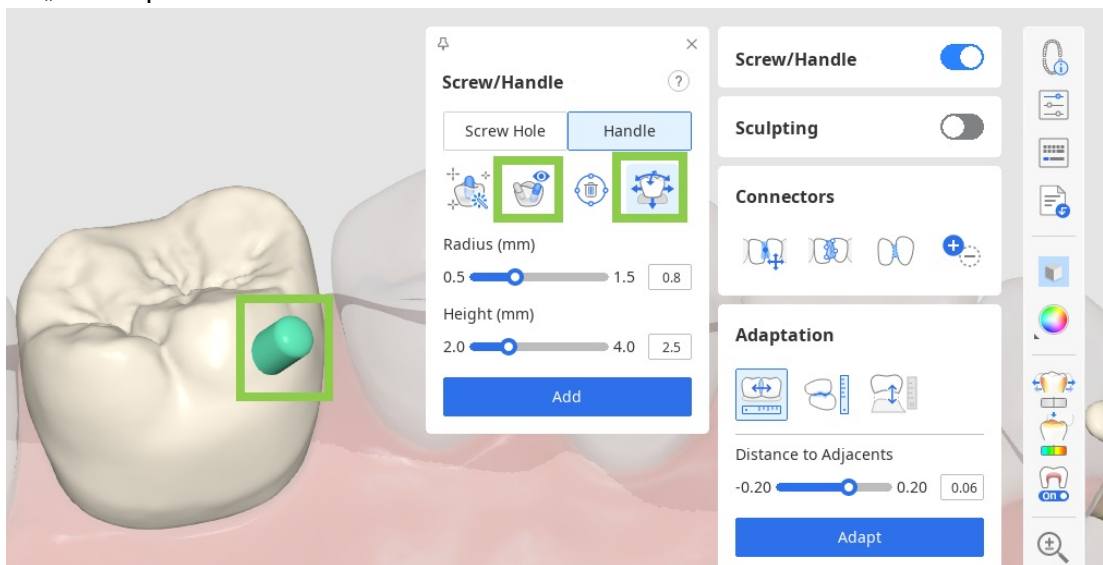 Screw/Handle
?
Screw Hole
Handle
Radius (mm)
0.5
1.5
0.8
Height (mm)
2.0
4.0
2.5
Add
Screw/Handle
Sculpting
Connectors
Adaptation
Distance to Adjacents
-0.20
0.20
0.06
Adapt
On